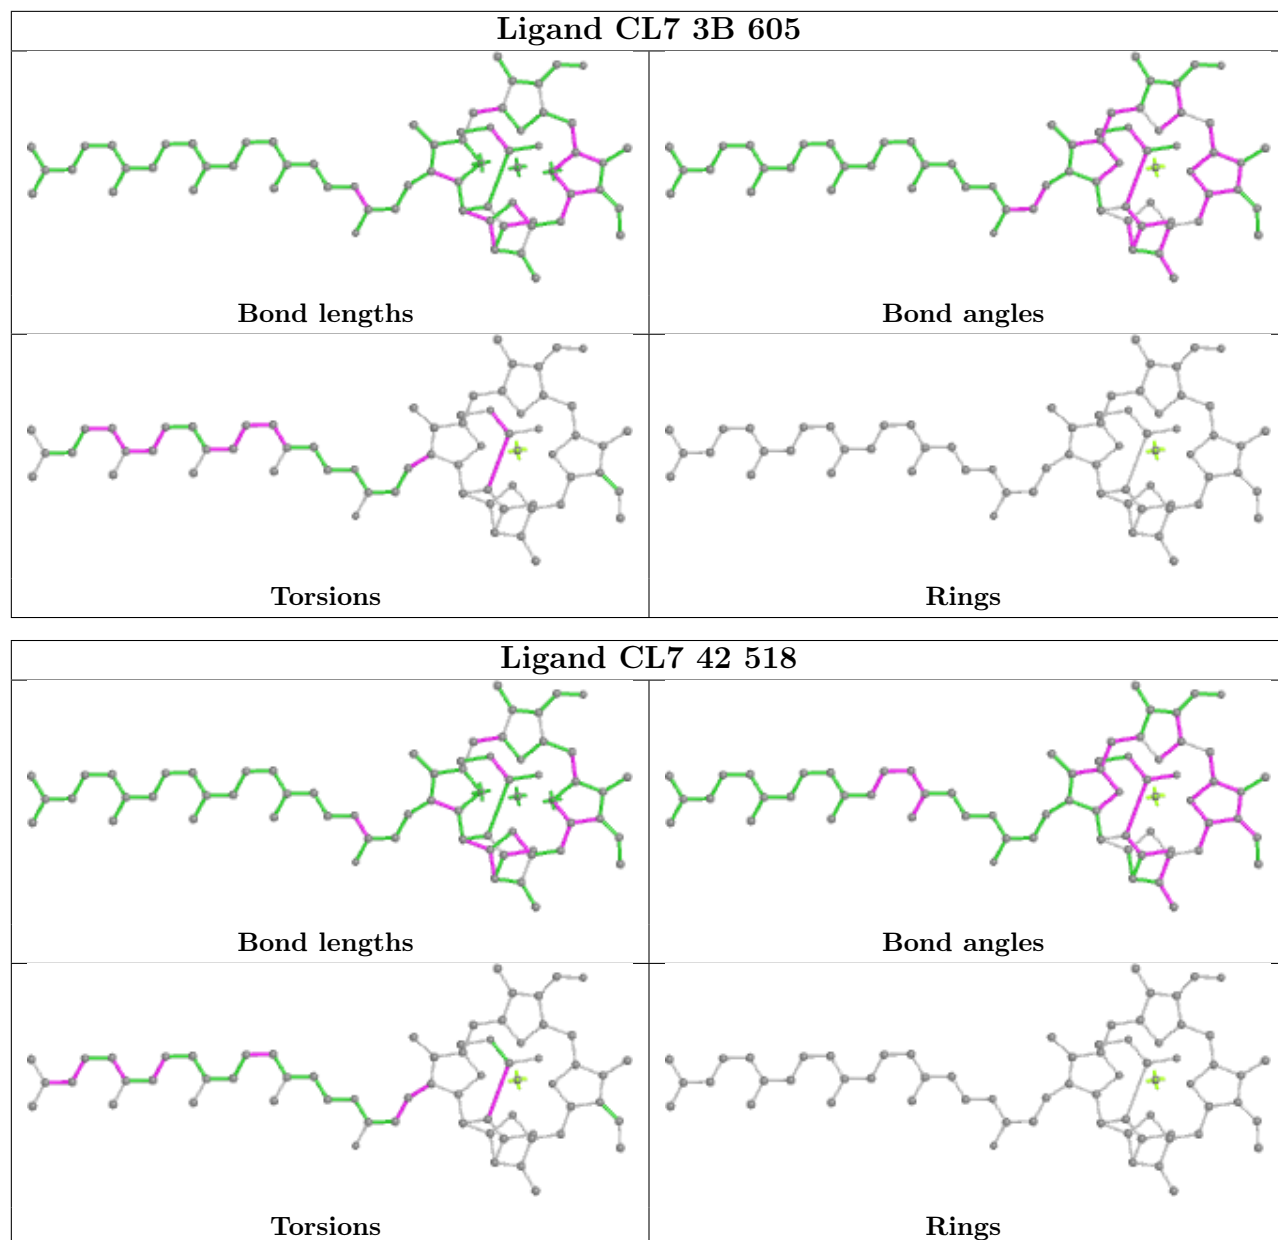 Ligand CL7 3B 605
Bond lengths
Bond angles
Torsions
Rings
Ligand CL7 42 518
Bond lengths
Bond angles
Torsions
Rings